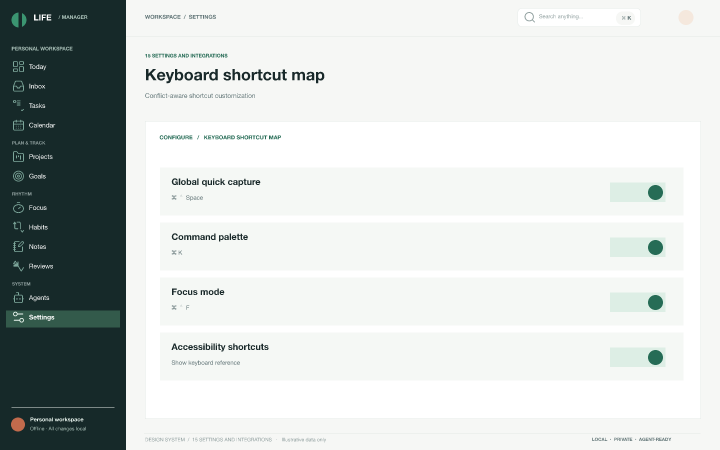 LIFE / MANAGER
PERSONAL WORKSPACE
Today
Inbox
Tasks
Calendar
PLAN & TRACK
Projects
Goals
RHYTHM
Focus
Habits
Notes
Reviews
SYSTEM
Agents
Settings
Personal workspace
Offline · All changes local
WORKSPACE / SETTINGS
Search anything...
⌘ K
15 SETTINGS AND INTEGRATIONS
Keyboard shortcut map
Conflict-aware shortcut customization
CONFIGURE / KEYBOARD SHORTCUT MAP
Global quick capture
⌘ Space
Command palette
⌘ K
Focus mode
⌘ F
Accessibility shortcuts
Show keyboard reference
DESIGN SYSTEM / 15 SETTINGS AND INTEGRATIONS · Illustrative data only
LOCAL · PRIVATE · AGENT-READY